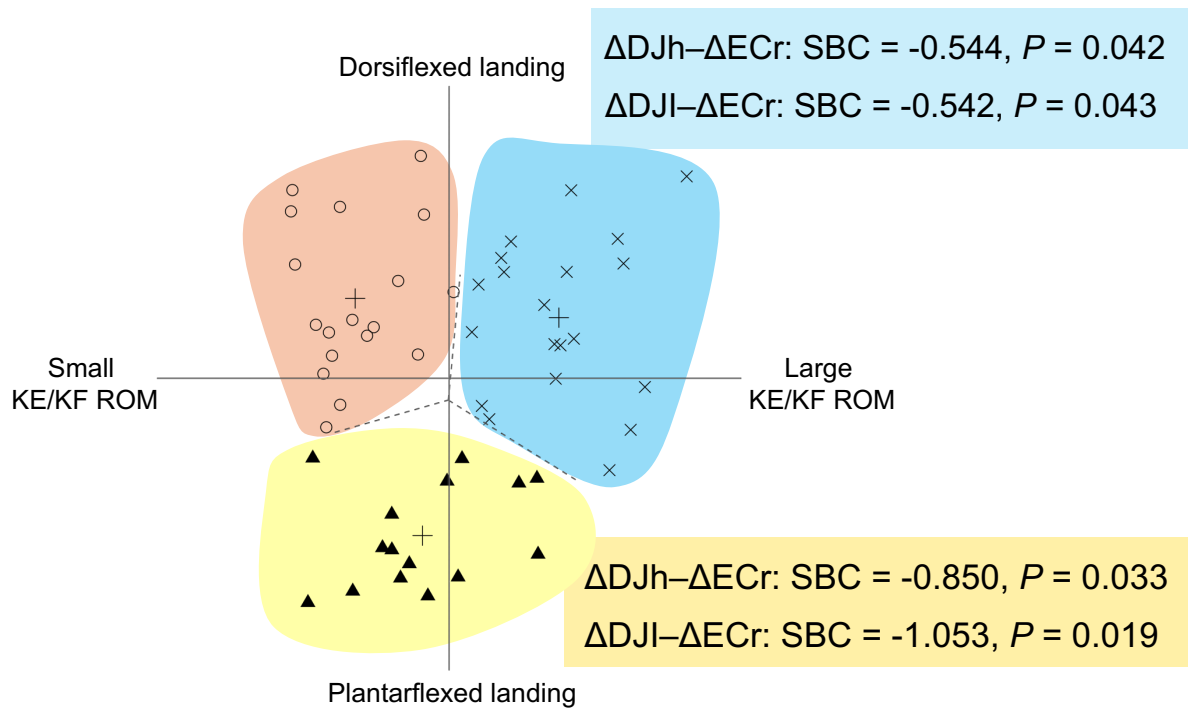 ΔDJh–ΔECr: SBC = -0.544, P = 0.042
ΔDJI–ΔECr: SBC = -0.542, P = 0.043
Dorsiflexed landing
Small
KE/KF ROM
Large
KE/KF ROM
ΔDJh–ΔECr: SBC = -0.850, P = 0.033
ΔDJI–ΔECr: SBC = -1.053, P = 0.019
Plantarflexed landing